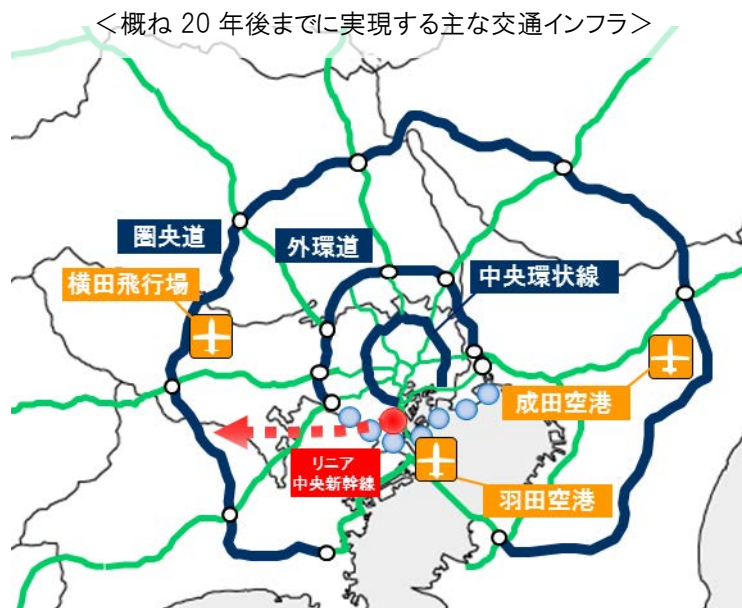 ＜概ね 20 年後までに実現する主な交通インフラ＞
圏央道
外環道
横田飛行場
中央環状線
成田空港
リニア
中央新幹線
羽田空港